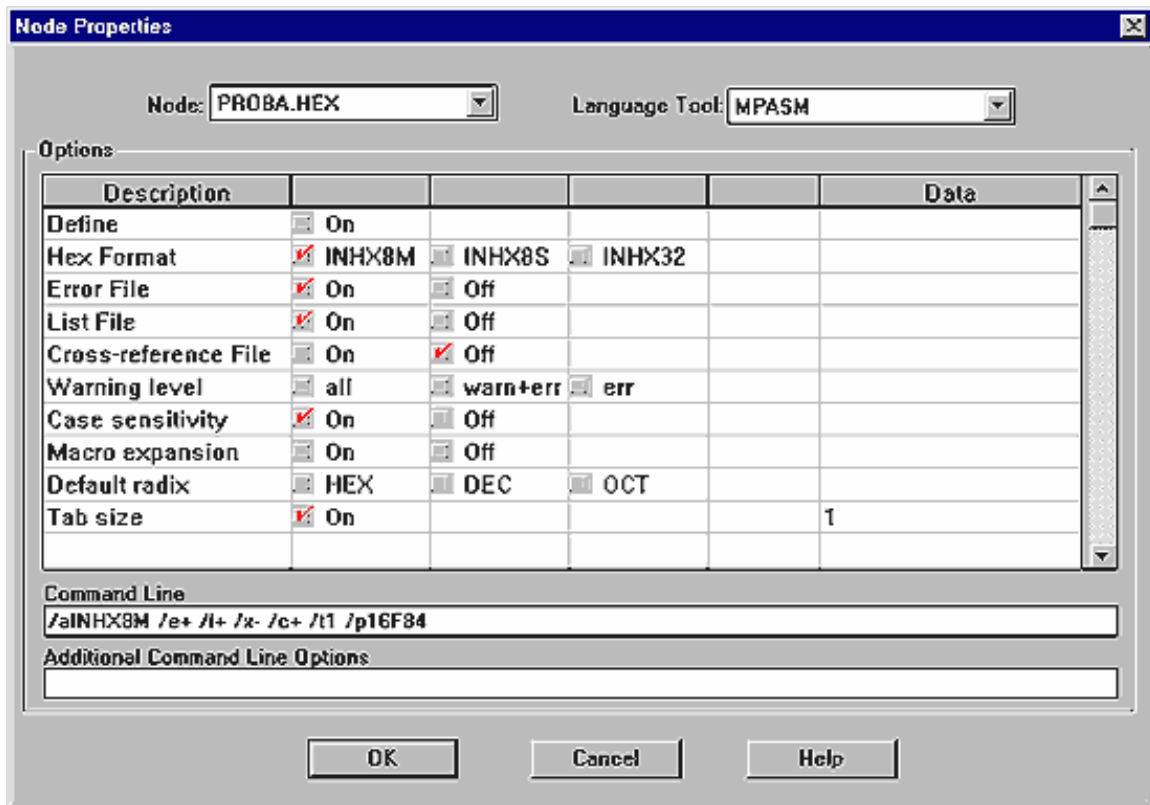 Node Properties
Node: PROBA.HEX Language Tool: MPASM
Options
Description Data
Define On
Hex Format INHX8M INHX8S INHX32
Error File On Off
List File On Off
Cross-reference File On Off
Warning level all warn+err err
Case sensitivity On Off
Macro expansion On Off
Default radix HEX DEC OCT
Tab size On 1
Command Line
/aINHX8M /e+ /l+ /x- /c+ /t1 /p16F84
Additional Command Line Options
OK Cancel Help